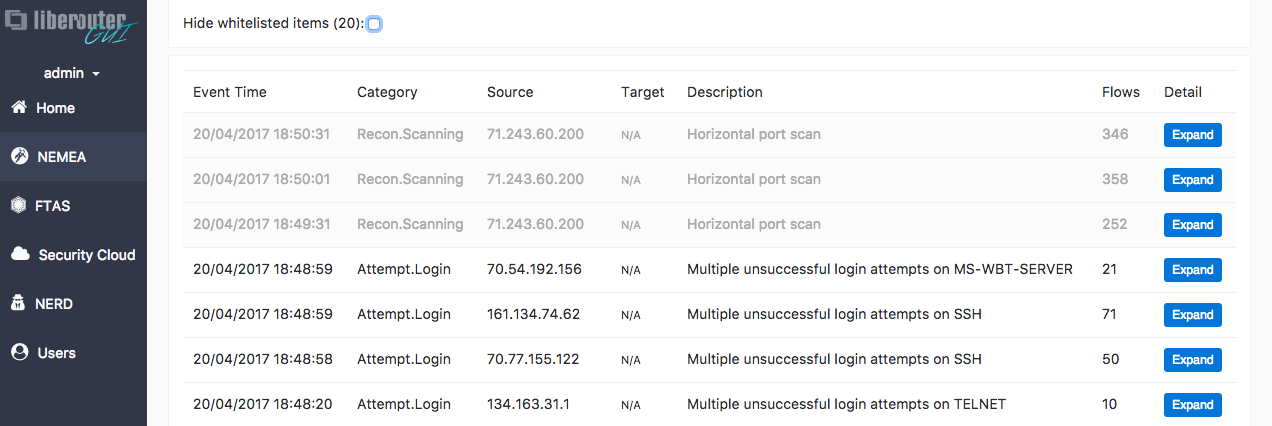 liberouter
GUI
admin
Home
NEMEA
FTAS
Security Cloud
NERD
Users
Hide whitelisted items (20):
Event Time Category Source Target Description Flows Detail
20/04/2017 18:50:31 Recon.Scanning 71.243.60.200 N/A Horizontal port scan 346 Expand
20/04/2017 18:50:01 Recon.Scanning 71.243.60.200 N/A Horizontal port scan 358 Expand
20/04/2017 18:49:31 Recon.Scanning 71.243.60.200 N/A Horizontal port scan 252 Expand
20/04/2017 18:48:59 Attempt.Login 70.54.192.156 N/A Multiple unsuccessful login attempts on MS-WBT-SERVER 21 Expand
20/04/2017 18:48:59 Attempt.Login 161.134.74.62 N/A Multiple unsuccessful login attempts on SSH 71 Expand
20/04/2017 18:48:58 Attempt.Login 70.77.155.122 N/A Multiple unsuccessful login attempts on SSH 50 Expand
20/04/2017 18:48:20 Attempt.Login 134.163.31.1 N/A Multiple unsuccessful login attempts on TELNET 10 Expand